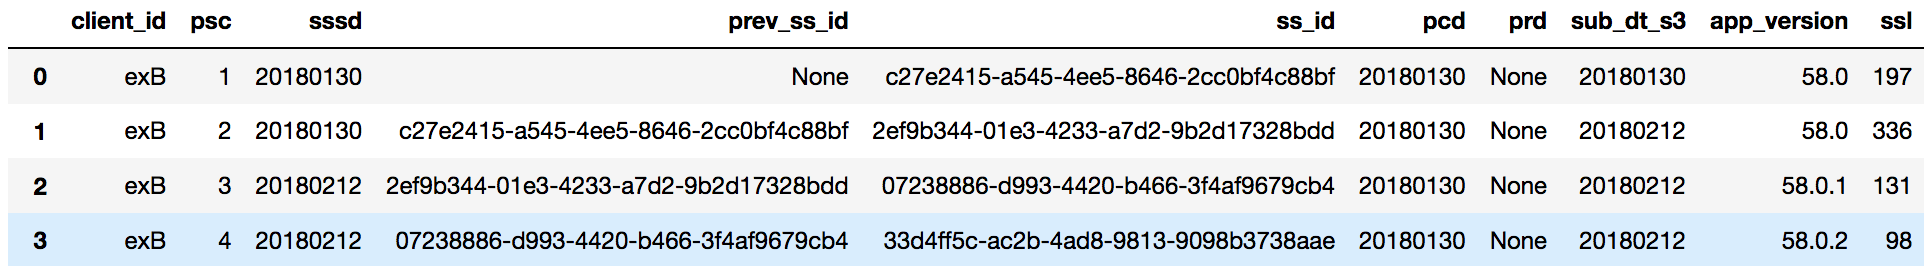 client_id psc sssd prev_ss_id ss_id pcd prd sub_dt_s3 app_version ssl
0 exB 1 20180130 None c27e2415-a545-4ee5-8646-2cc0bf4c88bf 20180130 None 20180130 58.0 197
1 exB 2 20180130 c27e2415-a545-4ee5-8646-2cc0bf4c88bf 2ef9b344-01e3-4233-a7d2-9b2d17328bdd 20180130 None 20180212 58.0 336
2 exB 3 20180212 2ef9b344-01e3-4233-a7d2-9b2d17328bdd 07238886-d993-4420-b466-3f4af9679cb4 20180130 None 20180212 58.0.1 131
3 exB 4 20180212 07238886-d993-4420-b466-3f4af9679cb4 33d4ff5c-ac2b-4ad8-9813-9098b3738aae 20180130 None 20180212 58.0.2 98